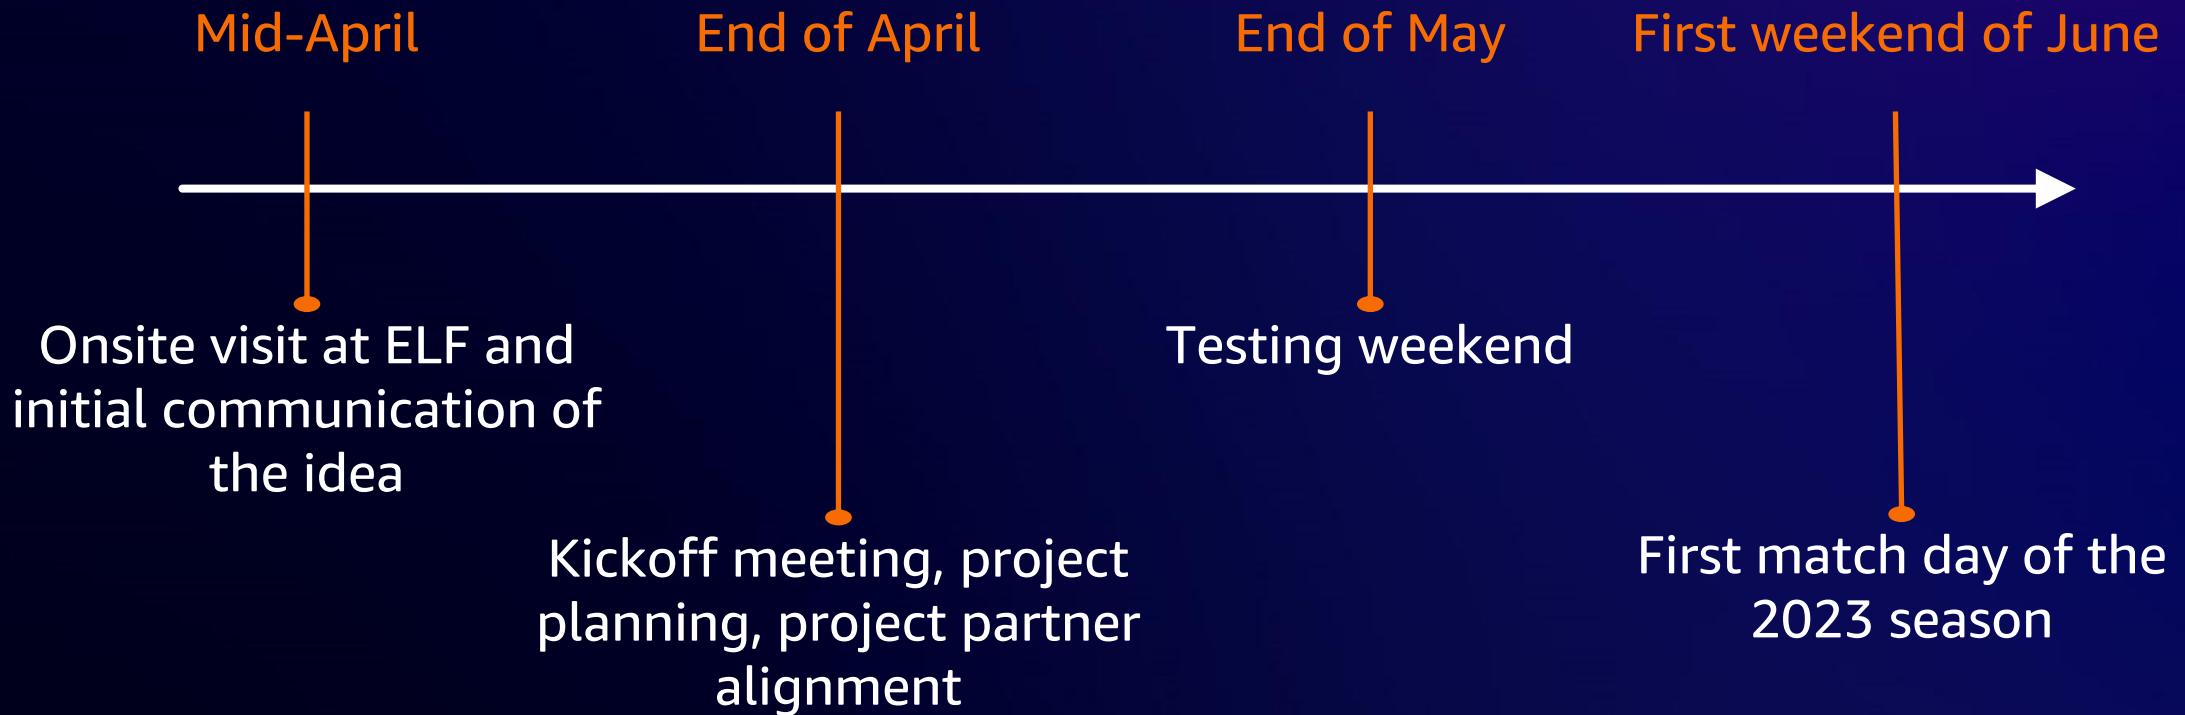 Mid-April
End of April
End of May
First weekend of June
Onsite visit at ELF and
initial communication of
the idea
Kickoff meeting, project
planning, project partner
alignment
Testing weekend
First match day of the
2023 season